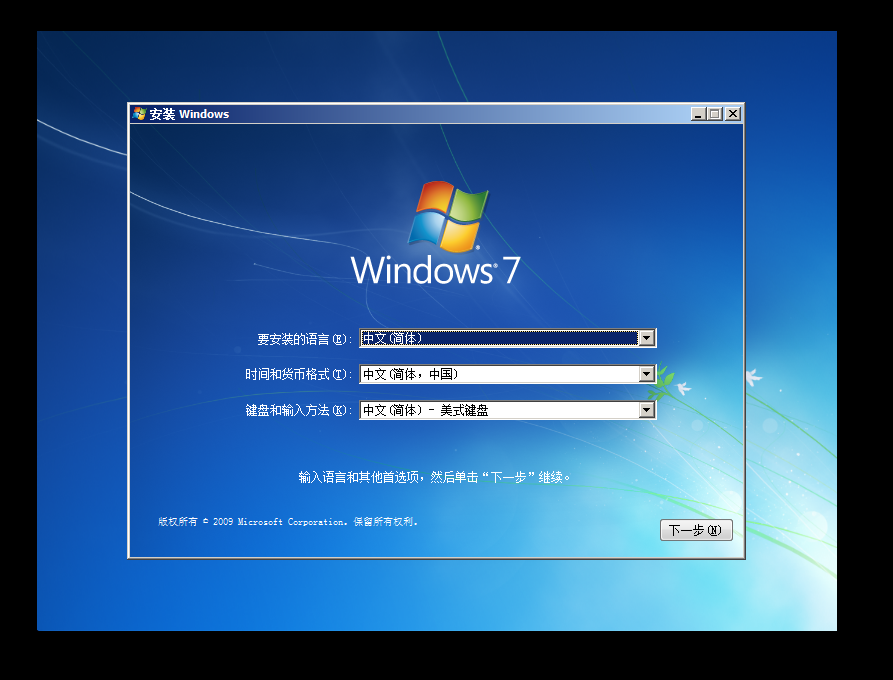 安装 Windows
Windows® 7
要安装的语言(E): 中文(简体)
时间和货币格式(T): 中文(简体，中国)
键盘和输入方法(K): 中文(简体) - 美式键盘
输入语言和其他首选项，然后单击“下一步”继续。
版权所有 © 2009 Microsoft Corporation。保留所有权利。
下一步(N)